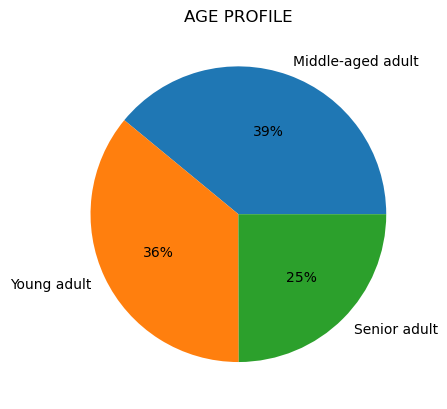 AGE PROFILE
Middle-aged adult
39%
36%
25%
Young adult
Senior adult